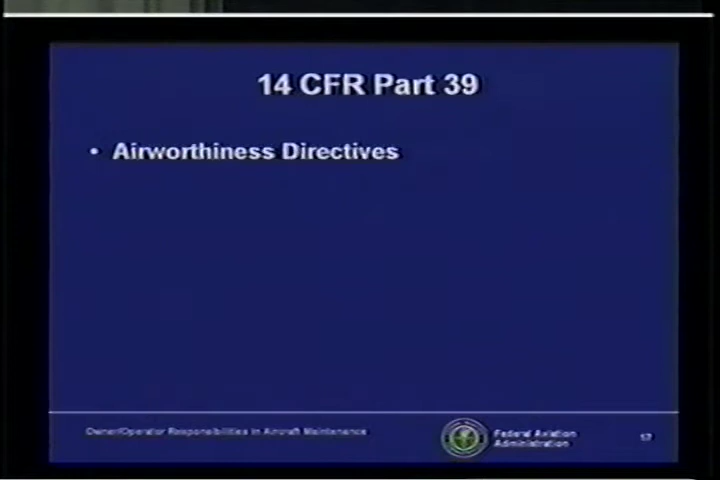 14 CFR Part 39
• Airworthiness Directives
Owner/Operator Responsibilities in Aircraft Maintenance
Federal Aviation
Administration
17